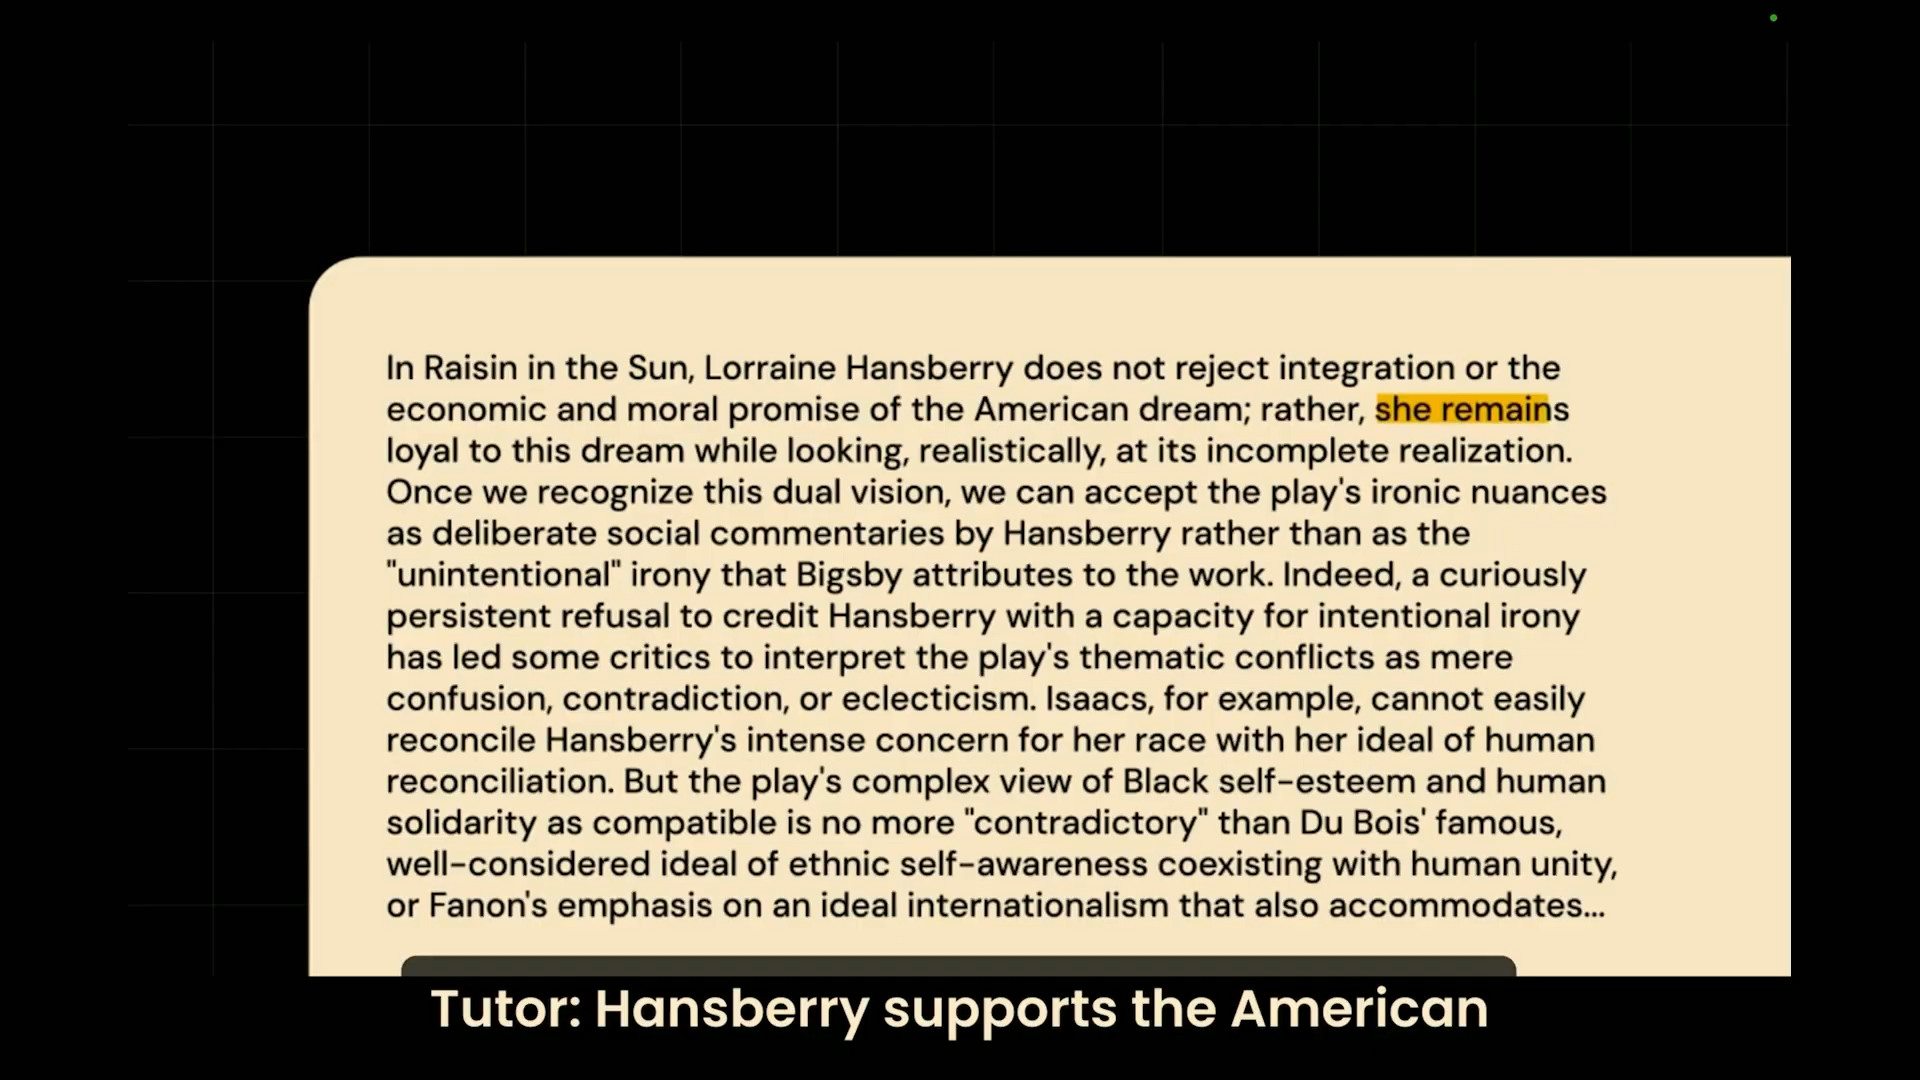 In Raisin in the Sun, Lorraine Hansberry does not reject integration or the
economic and moral promise of the American dream; rather, she remains
loyal to this dream while looking, realistically, at its incomplete realization.
Once we recognize this dual vision, we can accept the play's ironic nuances
as deliberate social commentaries by Hansberry rather than as the
"unintentional" irony that Bigsby attributes to the work. Indeed, a curiously
persistent refusal to credit Hansberry with a capacity for intentional irony
has led some critics to interpret the play's thematic conflicts as mere
confusion, contradiction, or eclecticism. Isaacs, for example, cannot easily
reconcile Hansberry's intense concern for her race with her ideal of human
reconciliation. But the play's complex view of Black self-esteem and human
solidarity as compatible is no more "contradictory" than Du Bois' famous,
well-considered ideal of ethnic self-awareness coexisting with human unity,
or Fanon's emphasis on an ideal internationalism that also accommodates...
Tutor: Hansberry supports the American